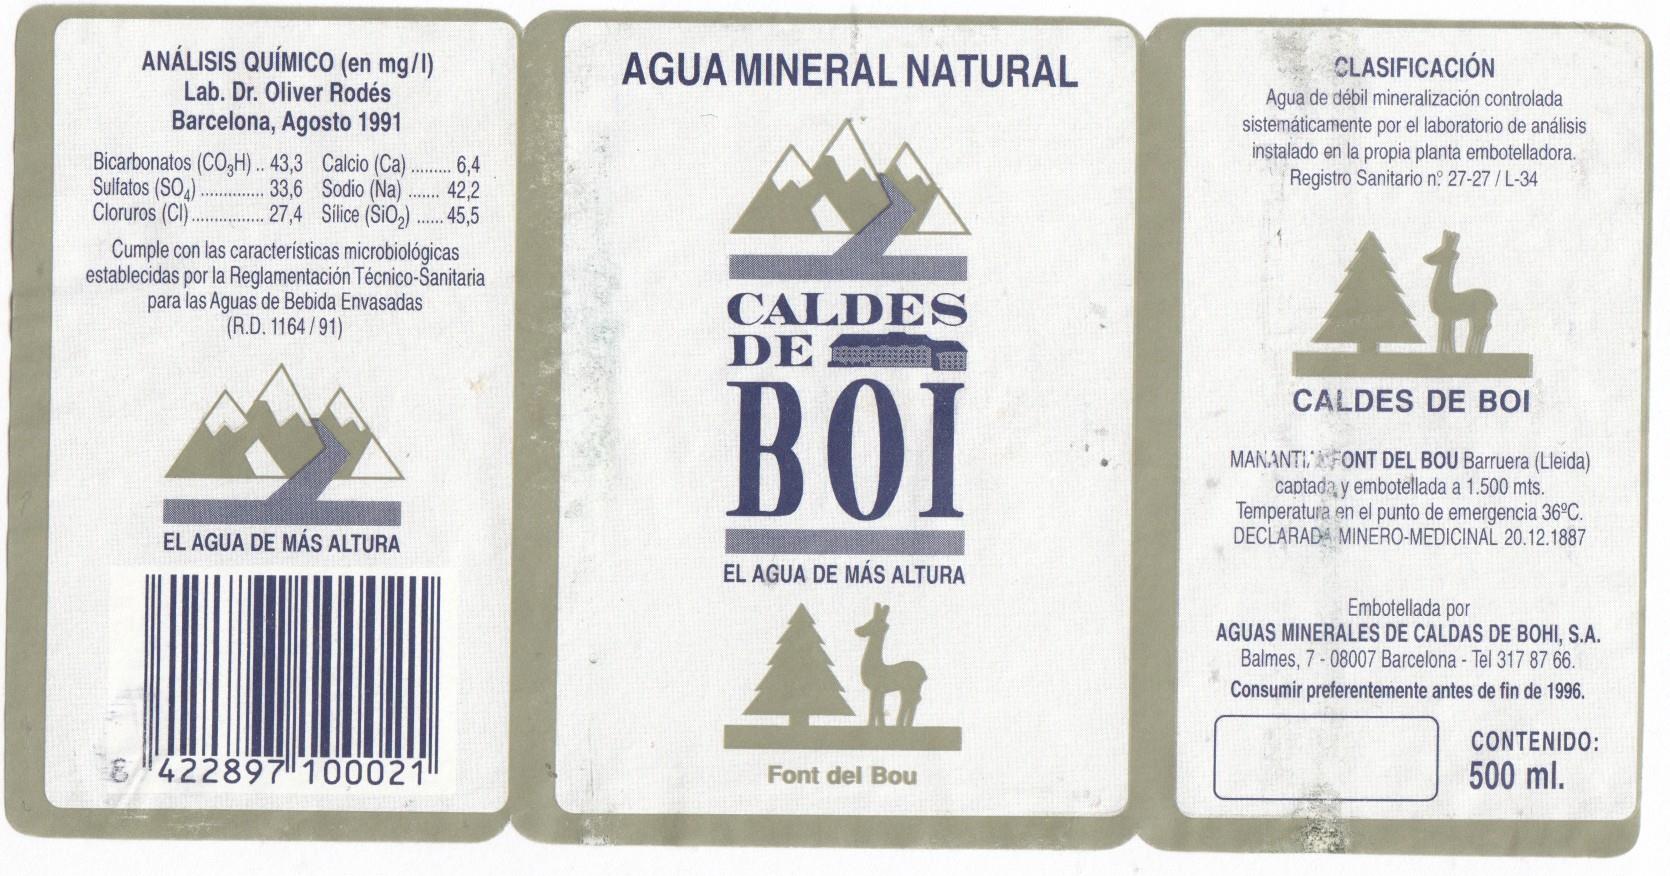 ANÁLISIS QUÍMICO (en mg/l)
Lab. Dr. Oliver Rodés
Barcelona, Agosto 1991
Bicarbonatos (CO₃H) .. 43,3 Calcio (Ca) ......... 6,4
Sulfatos (SO₄) .............. 33,6 Sodio (Na) ....... 42,2
Cloruros (Cl) ................ 27,4 Sílice (SiO₂) ...... 45,5
Cumple con las características microbiológicas
establecidas por la Reglamentación Técnico-Sanitaria
para las Aguas de Bebida Envasadas
(R.D. 1164 / 91)
EL AGUA DE MÁS ALTURA
8 422897 100021
AGUA MINERAL NATURAL
CALDES
DE
BOI
EL AGUA DE MÁS ALTURA
Font del Bou
CLASIFICACIÓN
Agua de débil mineralización controlada
sistemáticamente por el laboratorio de análisis
instalado en la propia planta embotelladora.
Registro Sanitario n.º 27-27 / L-34
CALDES DE BOI
FONT DEL BOU Barruera (Lleida)
captada y embotellada a 1.500 mts.
Temperatura en el punto de emergencia 36ºC.
DECLARADA MINERO-MEDICINAL 20.12.1887
Embotellada por
AGUAS MINERALES DE CALDAS DE BOHI, S.A.
Balmes, 7 - 08007 Barcelona - Tel 317 87 66.
Consumir preferentemente antes de fin de 1996.
CONTENIDO:
500 ml.